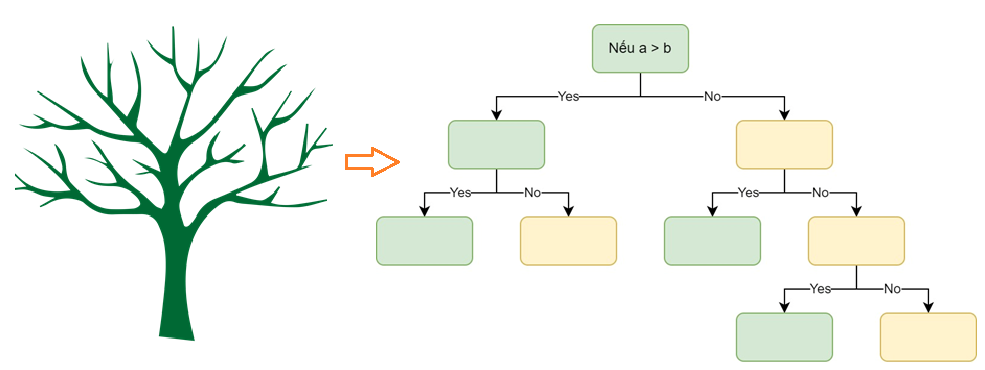 Nếu a > b
Yes
No
Yes
No
Yes
No
Yes
No